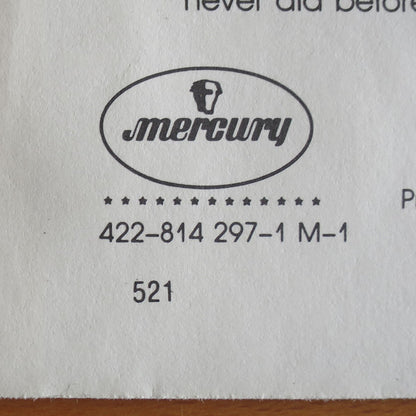 never did before
mercury
*************
P
422-814 297-1 M-1
521